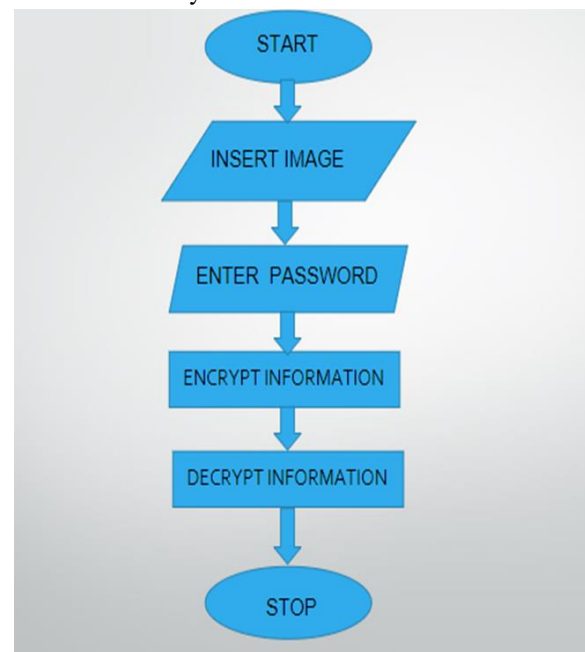 START
INSERT IMAGE
ENTER PASSWORD
ENCRYPT INFORMATION
DECRYPT INFORMATION
STOP